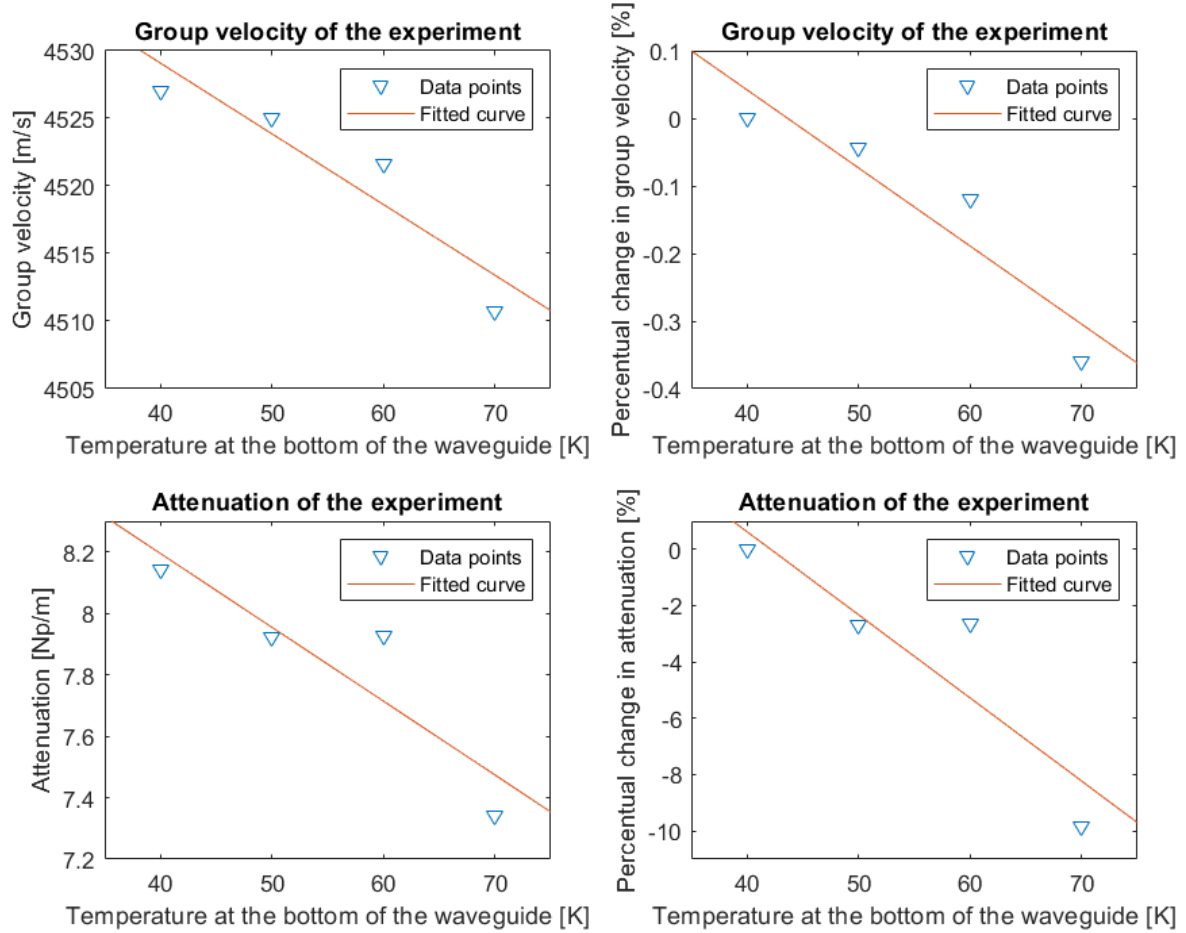 Group velocity of the experiment
4530
4525
4520
4515
4510
4505
Group velocity [m/s]
Data points
Fitted curve
40 50 60 70
Temperature at the bottom of the waveguide [K]
Group velocity of the experiment
0.1
0
-0.1
-0.2
-0.3
-0.4
Percentual change in group velocity [%]
Data points
Fitted curve
40 50 60 70
Temperature at the bottom of the waveguide [K]
Attenuation of the experiment
8.2
8
7.8
7.6
7.4
7.2
Attenuation [Np/m]
Data points
Fitted curve
40 50 60 70
Temperature at the bottom of the waveguide [K]
Attenuation of the experiment
0
-2
-4
-6
-8
-10
Percentual change in attenuation [%]
Data points
Fitted curve
40 50 60 70
Temperature at the bottom of the waveguide [K]